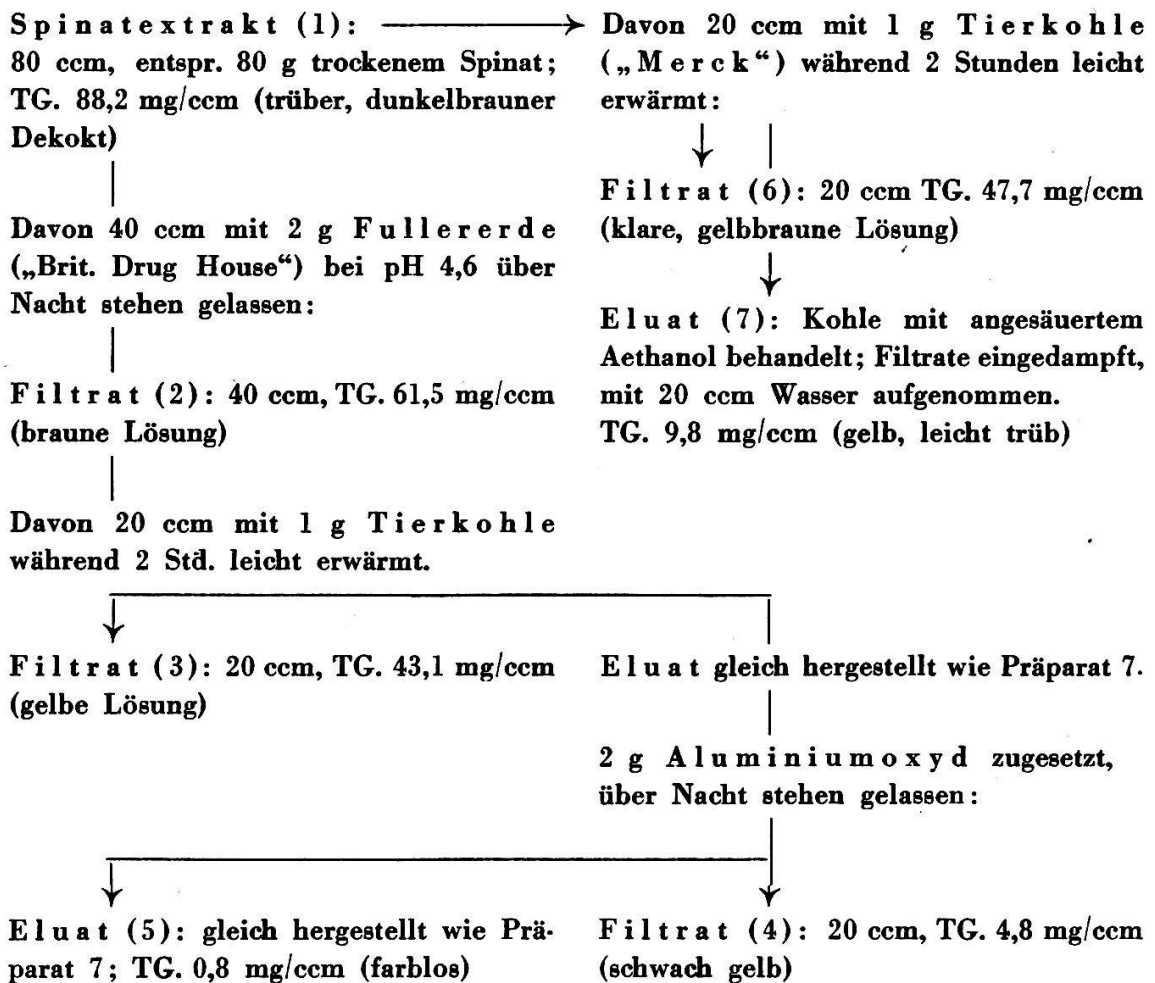 Spinatextrakt (1):
80 ccm, entspr. 80 g trockenem Spinat;
TG. 88,2 mg/ccm (trüber, dunkelbrauner
Dekokt)
Davon 40 ccm mit 2 g Fullererde
(„Brit. Drug House“) bei pH 4,6 über
Nacht stehen gelassen:
Filtrat (2): 40 ccm, TG. 61,5 mg/ccm
(braune Lösung)
Davon 20 ccm mit 1 g Tierkohle
während 2 Std. leicht erwärmt.
Davon 20 ccm mit 1 g Tierkohle
(„Merck“) während 2 Stunden leicht
erwärmt:
Filtrat (6): 20 ccm TG. 47,7 mg/ccm
(klare, gelbbraune Lösung)
Eluat (7): Kohle mit angesäuertem
Aethanol behandelt; Filtrate eingedampft,
mit 20 ccm Wasser aufgenommen.
TG. 9,8 mg/ccm (gelb, leicht trüb)
Filtrat (3): 20 ccm, TG. 43,1 mg/ccm
(gelbe Lösung)
Eluat gleich hergestellt wie Präparat 7.
2 g Aluminiumoxyd zugesetzt,
über Nacht stehen gelassen:
Eluat (5): gleich hergestellt wie Prä-
parat 7; TG. 0,8 mg/ccm (farblos)
Filtrat (4): 20 ccm, TG. 4,8 mg/ccm
(schwach gelb)